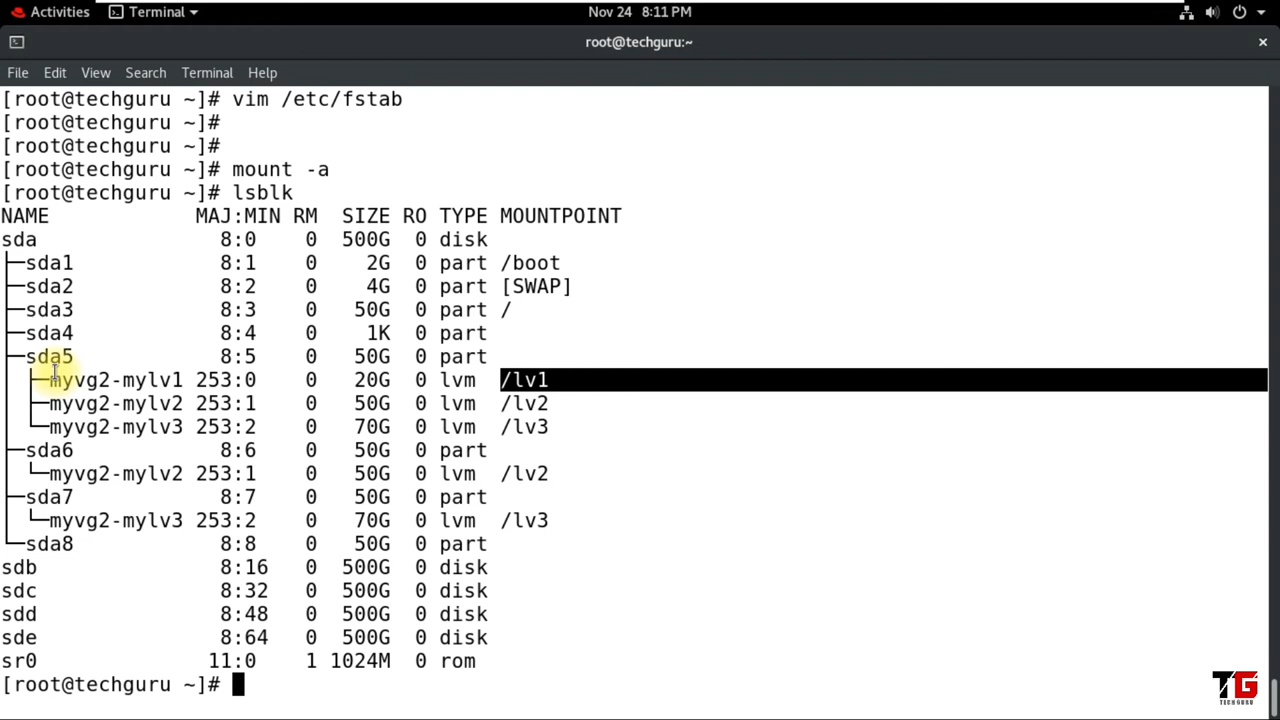 Activities Terminal Nov 24 8:11 PM
root@techguru:~
File Edit View Search Terminal Help
[root@techguru ~]# vim /etc/fstab
[root@techguru ~]#
[root@techguru ~]#
[root@techguru ~]# mount -a
[root@techguru ~]# lsblk
NAME MAJ:MIN RM SIZE RO TYPE MOUNTPOINT
sda 8:0 0 500G 0 disk
├─sda1 8:1 0 2G 0 part /boot
├─sda2 8:2 0 4G 0 part [SWAP]
├─sda3 8:3 0 50G 0 part /
├─sda4 8:4 0 1K 0 part
├─sda5 8:5 0 50G 0 part
│ ├─myvg2-mylv1 253:0 0 20G 0 lvm /lv1
│ ├─myvg2-mylv2 253:1 0 50G 0 lvm /lv2
│ └─myvg2-mylv3 253:2 0 70G 0 lvm /lv3
├─sda6 8:6 0 50G 0 part
│ └─myvg2-mylv2 253:1 0 50G 0 lvm /lv2
├─sda7 8:7 0 50G 0 part
│ └─myvg2-mylv3 253:2 0 70G 0 lvm /lv3
└─sda8 8:8 0 50G 0 part
sdb 8:16 0 500G 0 disk
sdc 8:32 0 500G 0 disk
sdd 8:48 0 500G 0 disk
sde 8:64 0 500G 0 disk
sr0 11:0 1 1024M 0 rom
[root@techguru ~]#
TG
TECH GURU